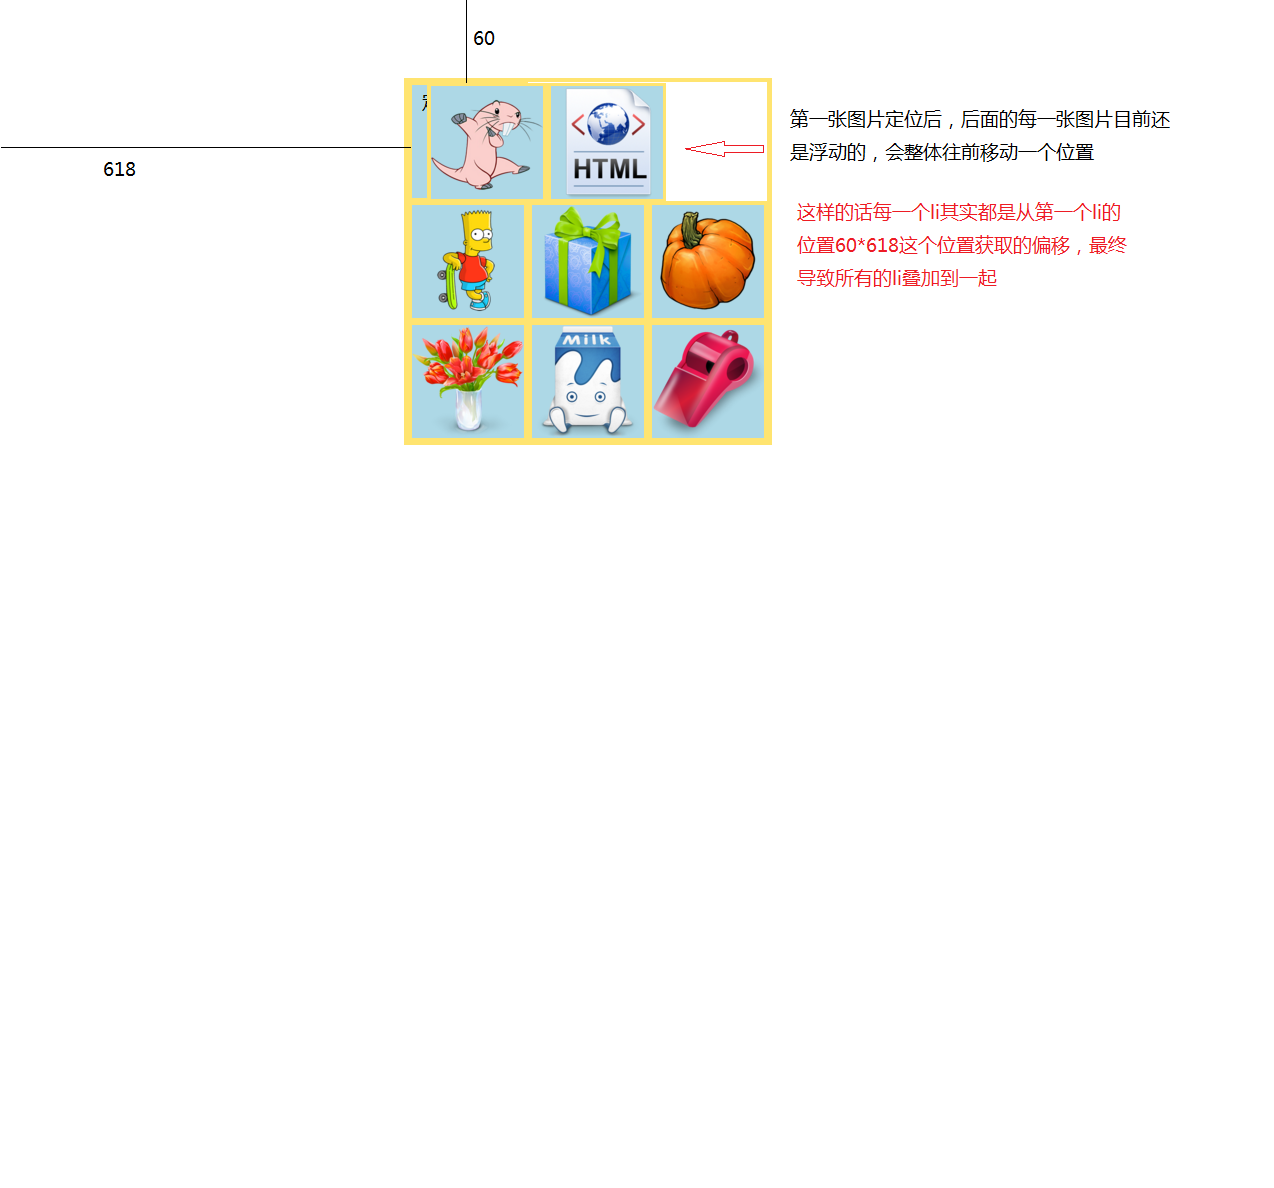 60
618
第一张图片定位后，后面的每一张图片目前还
是浮动的，会整体往前移动一个位置
这样的话每一个li其实都是从第一个li的
位置60*618这个位置获取的偏移，最终
导致所有的li叠加到一起
HTML
Milk